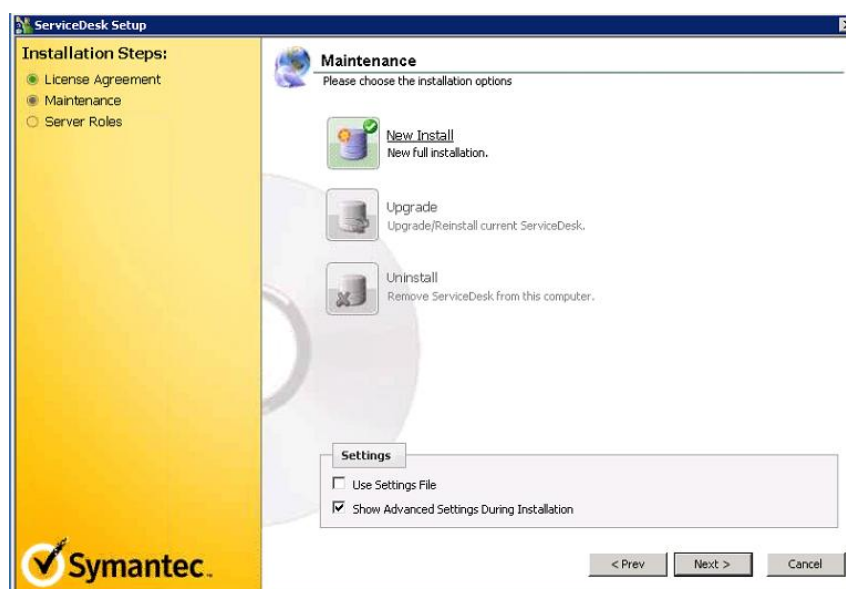 ServiceDesk Setup
Installation Steps:
License Agreement
Maintenance
Server Roles
Maintenance
Please choose the installation options
New Install
New full installation.
Upgrade
Upgrade/Reinstall current ServiceDesk.
Uninstall
Remove ServiceDesk from this computer.
Settings
Use Settings File
Show Advanced Settings During Installation
Symantec.
< Prev
Next >
Cancel